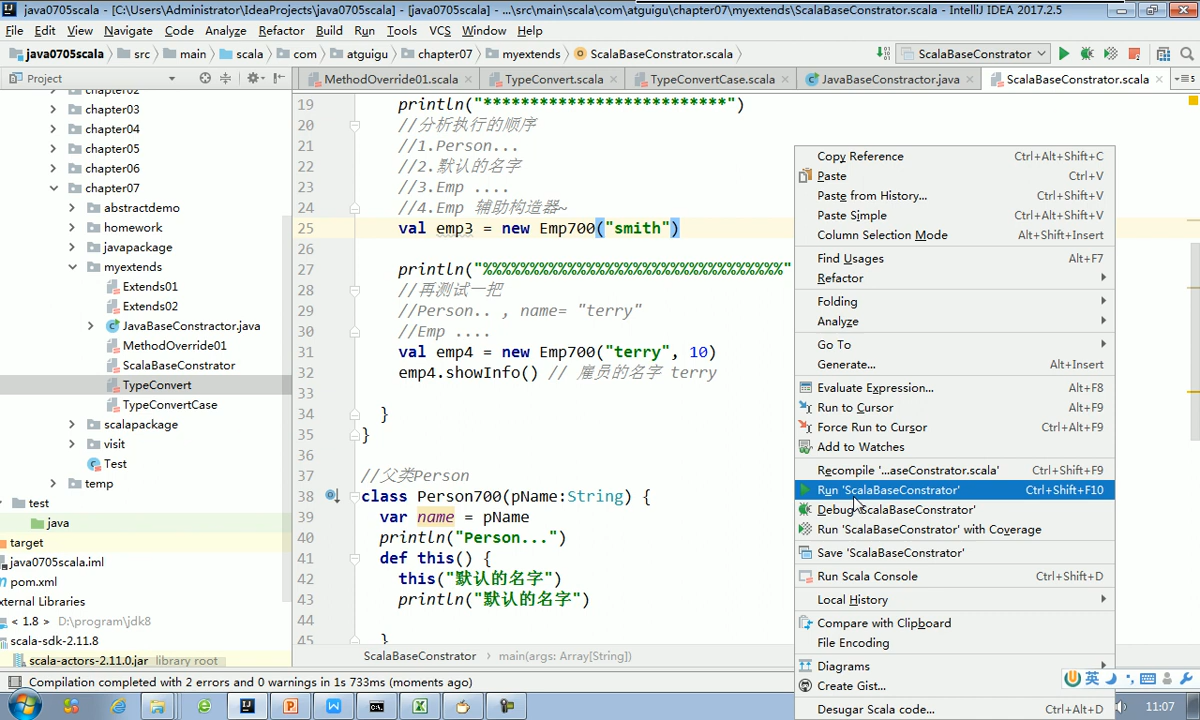 java0705scala - [C:\Users\Administrator\IdeaProjects\java0705scala] - [java0705scala] - ...\src\main\scala\com\atguigu\chapter07\myextends\ScalaBaseConstrator.scala - IntelliJ IDEA 2017.2.5
File Edit View Navigate Code Analyze Refactor Build Run Tools VCS Window Help
java0705scala src main scala com atguigu chapter07 myextends ScalaBaseConstrator.scala ScalaBaseConstrator
Project MethodOverride01.scala TypeConvert.scala TypeConvertCase.scala JavaBaseConstractor.java ScalaBaseConstrator.scala
chapter02
chapter03
chapter04
chapter05
chapter06
chapter07
abstractdemo
homework
javapackage
myextends
Extends01
Extends02
JavaBaseConstractor.java
MethodOverride01
ScalaBaseConstrator
TypeConvert
TypeConvertCase
scalapackage
visit
Test
temp
test
java
target
java0705scala.iml
pom.xml
xternal Libraries
< 1.8 > D:\program\jdk8
scala-sdk-2.11.8
scala-actors-2.11.0.jar library root
19 println("**************************")
20 //分析执行的顺序
21 //1.Person...
22 //2.默认的名字
23 //3.Emp ....
24 //4.Emp 辅助构造器~
25 val emp3 = new Emp700("smith")
26
27 println("%%%%%%%%%%%%%%%%%%%%%%%%%%%%%%%%"
28 //再测试一把
29 //Person.. , name= "terry"
30 //Emp ....
31 val emp4 = new Emp700("terry", 10)
32 emp4.showInfo() // 雇员的名字 terry
33
34 }
35 }
36
37 //父类Person
38 class Person700(pName:String) {
39 var name = pName
40 println("Person...")
41 def this() {
42 this("默认的名字")
43 println("默认的名字")
44
45 }
ScalaBaseConstrator main(args: Array[String])
Copy Reference Ctrl+Alt+Shift+C
Paste Ctrl+V
Paste from History... Ctrl+Shift+V
Paste Simple Ctrl+Alt+Shift+V
Column Selection Mode Alt+Shift+Insert
Find Usages Alt+F7
Refactor
Folding
Analyze
Go To
Generate... Alt+Insert
Evaluate Expression... Alt+F8
Run to Cursor Alt+F9
Force Run to Cursor Ctrl+Alt+F9
Add to Watches
Recompile '...aseConstrator.scala' Ctrl+Shift+F9
Run 'ScalaBaseConstrator' Ctrl+Shift+F10
Debug 'ScalaBaseConstrator'
Run 'ScalaBaseConstrator' with Coverage
Save 'ScalaBaseConstrator'
Run Scala Console Ctrl+Shift+D
Local History
Compare with Clipboard
File Encoding
Diagrams
Create Gist...
Desugar Scala code... Ctrl+Alt+D
Compilation completed with 2 errors and 0 warnings in 1s 733ms (moments ago)
英
11:07